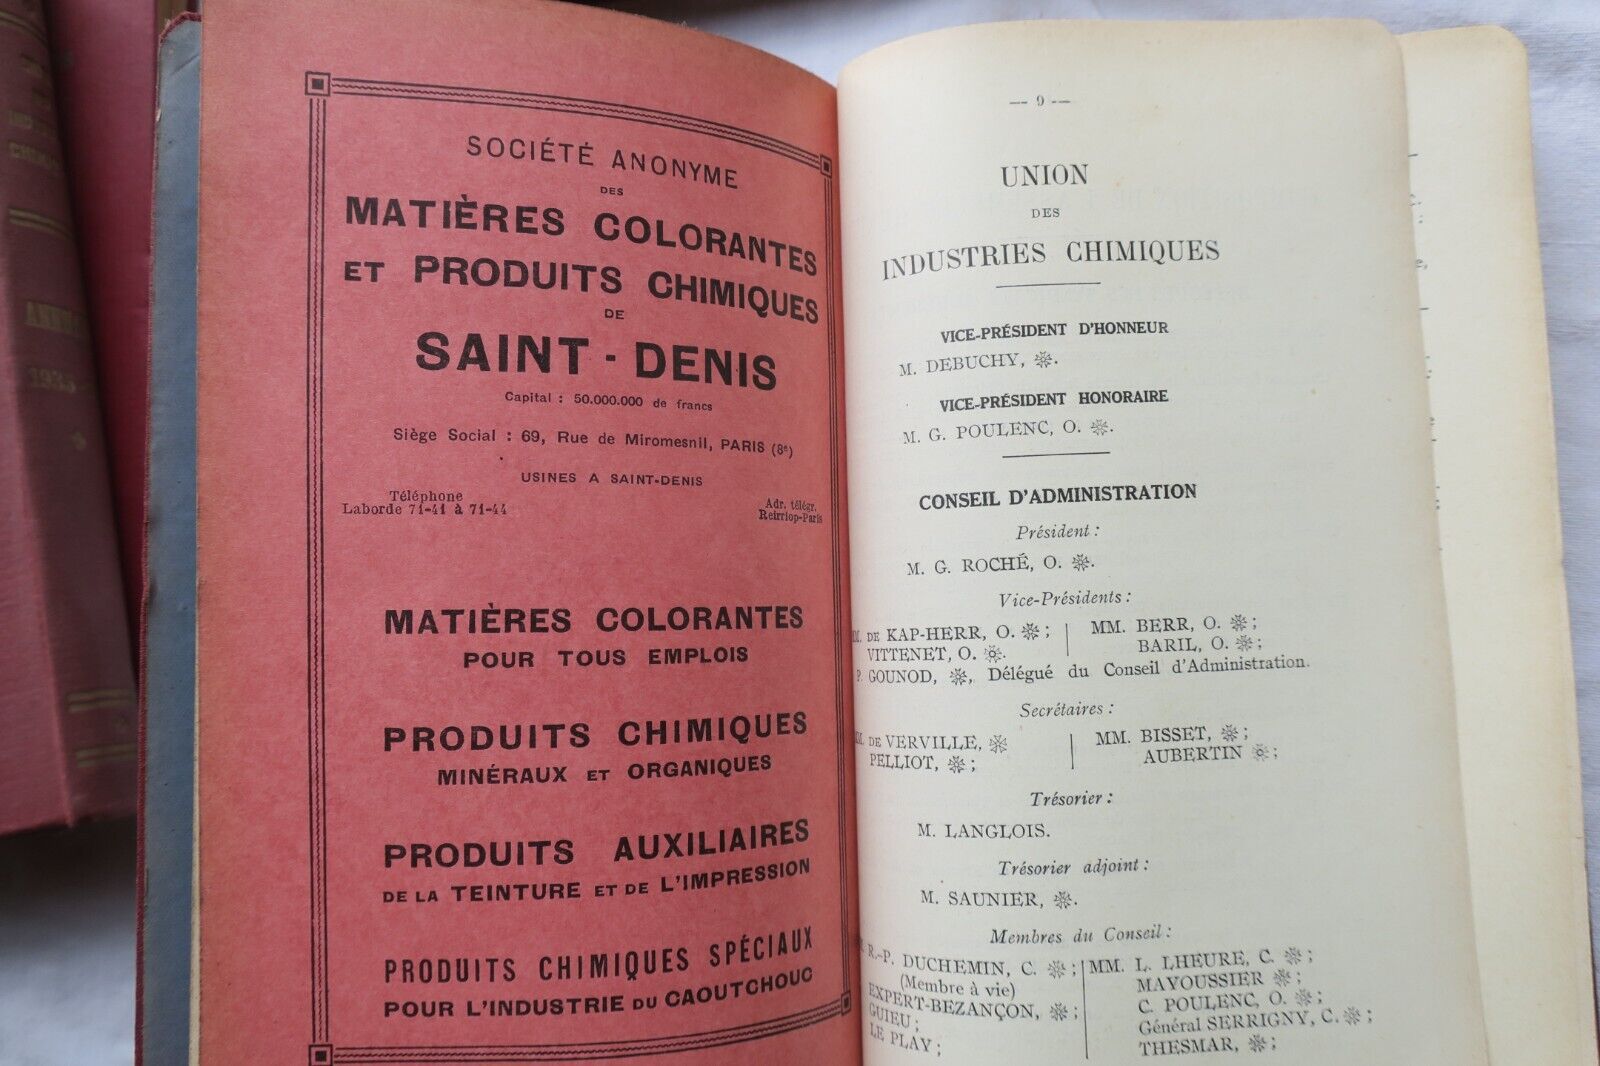 ANNUAIRE
1935-
SOCIÉTÉ ANONYME
DES
MATIÈRES COLORANTES
ET PRODUITS CHIMIQUES
DE
SAINT-DENIS
Capital : 50.000.000 de francs
Siège Social : 69, Rue de Miromesnil, PARIS (8e)
USINES A SAINT-DENIS
Téléphone
Laborde 71-41 à 71-44
Adr. télégr.
Reirriop-Paris
MATIÈRES COLORANTES
POUR TOUS EMPLOIS
PRODUITS CHIMIQUES
MINÉRAUX ET ORGANIQUES
PRODUITS AUXILIAIRES
DE LA TEINTURE ET DE L'IMPRESSION
PRODUITS CHIMIQUES SPÉCIAUX
POUR L'INDUSTRIE DU CAOUTCHOUC
— 9 —
UNION
DES
INDUSTRIES CHIMIQUES
VICE-PRÉSIDENT D'HONNEUR
M. DEBUCHY, ❋.
VICE-PRÉSIDENT HONORAIRE
M. G. POULENC, O. ❋.
CONSEIL D'ADMINISTRATION
Président :
M. G. ROCHÉ, O. ❋.
Vice-Présidents :
M. DE KAP-HERR, O. ❋ ;
VITTENET, O. ❋.
MM. BERR, O. ❋ ;
BARIL, O. ❋ ;
P. GOUNOD, ❋, Délégué du Conseil d'Administration.
Secrétaires :
M. DE VERVILLE, ❋
PELLIOT, ❋ ;
MM. BISSET, ❋ ;
AUBERTIN ❋ ;
Trésorier :
M. LANGLOIS.
Trésorier adjoint :
M. SAUNIER, ❋.
Membres du Conseil :
R.-P. DUCHEMIN, C. ❋ ;
(Membre à vie)
EXPERT-BEZANÇON, ❋ ;
GUIEU ;
LE PLAY ;
MM. L. LHEURE, C. ❋ ;
MAYOUSSIER ❋ ;
C. POULENC, O. ❋ ;
Général SERRIGNY, C. ❋ ;
THESMAR, ❋ ;